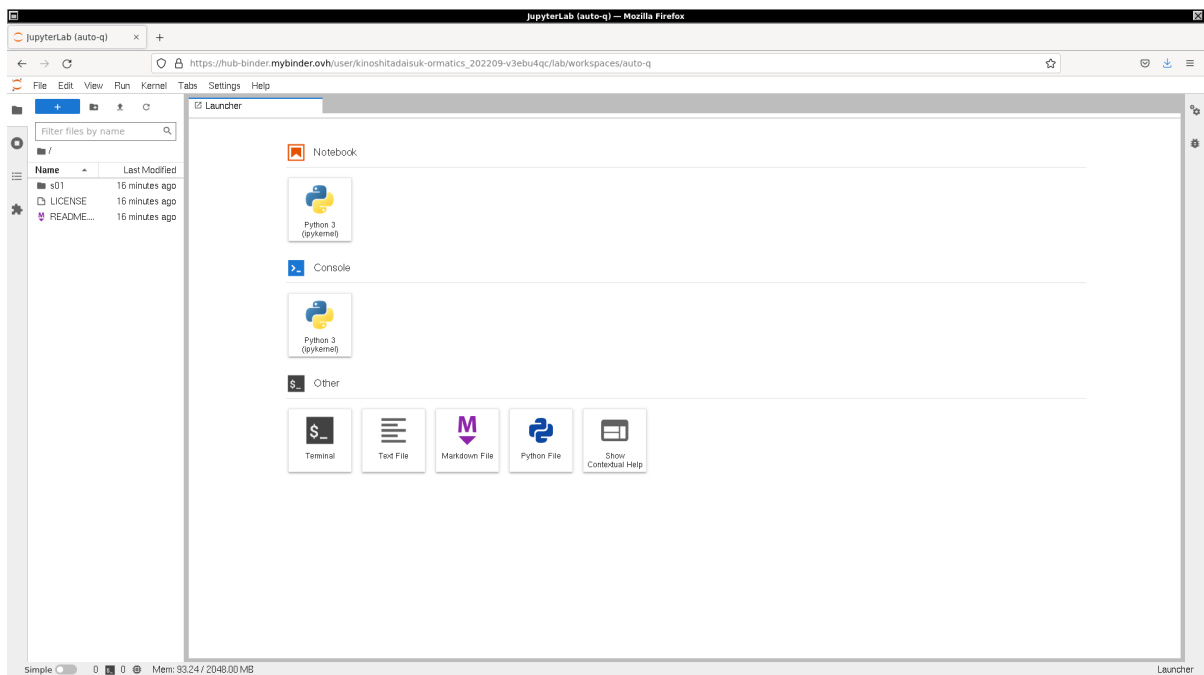 JupyterLab (auto-q) — Mozilla Firefox
JupyterLab (auto-q)
https://hub-binder.mybinder.ovh/user/kinoshitadaisuk-ormatics_202209-v3ebu4qc/lab/workspaces/auto-q
File Edit View Run Kernel Tabs Settings Help
Launcher
Filter files by name
/
Name Last Modified
s01 16 minutes ago
LICENSE 16 minutes ago
README.... 16 minutes ago
Notebook
Python 3
(ipykernel)
Console
Python 3
(ipykernel)
$_ Other
$_
Terminal
Text File
M
Markdown File
Python File
Show
Contextual Help
Simple 0 $_ 0 Mem: 93.24 / 2048.00 MB Launcher